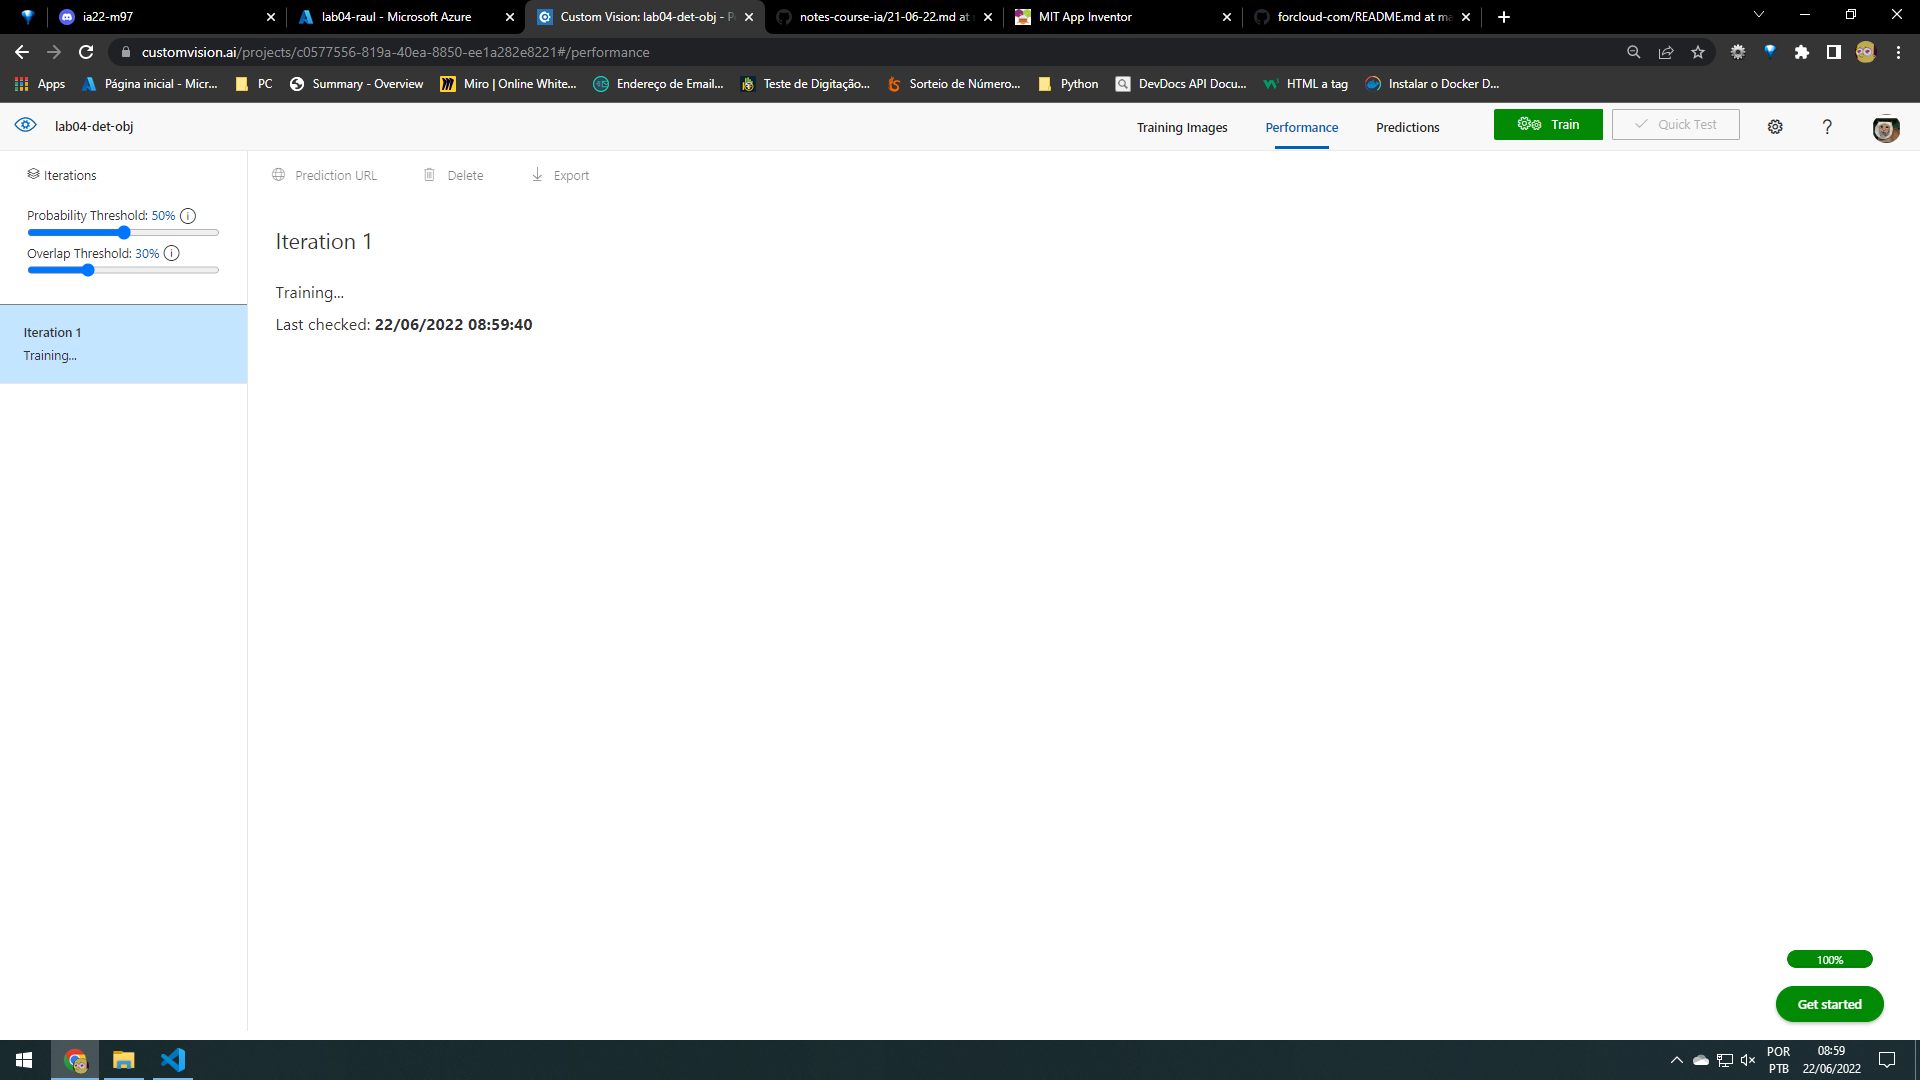 ia22-m97
lab04-raul - Microsoft Azure
Custom Vision: lab04-det-obj - P
notes-course-ia/21-06-22.md at
MIT App Inventor
forcloud-com/README.md at ma
customvision.ai/projects/c0577556-819a-40ea-8850-ee1a282e8221#/performance
Apps
Página inicial - Micr...
PC
Summary - Overview
Miro | Online White...
Endereço de Email...
Teste de Digitação...
Sorteio de Número...
Python
DevDocs API Docu...
HTML a tag
Instalar o Docker D...
lab04-det-obj
Training Images
Performance
Predictions
Train
Quick Test
?
Iterations
Prediction URL
Delete
Export
Probability Threshold: 50%
Overlap Threshold: 30%
Iteration 1
Training...
Iteration 1
Training...
Last checked: 22/06/2022 08:59:40
100%
Get started
POR
PTB
08:59
22/06/2022